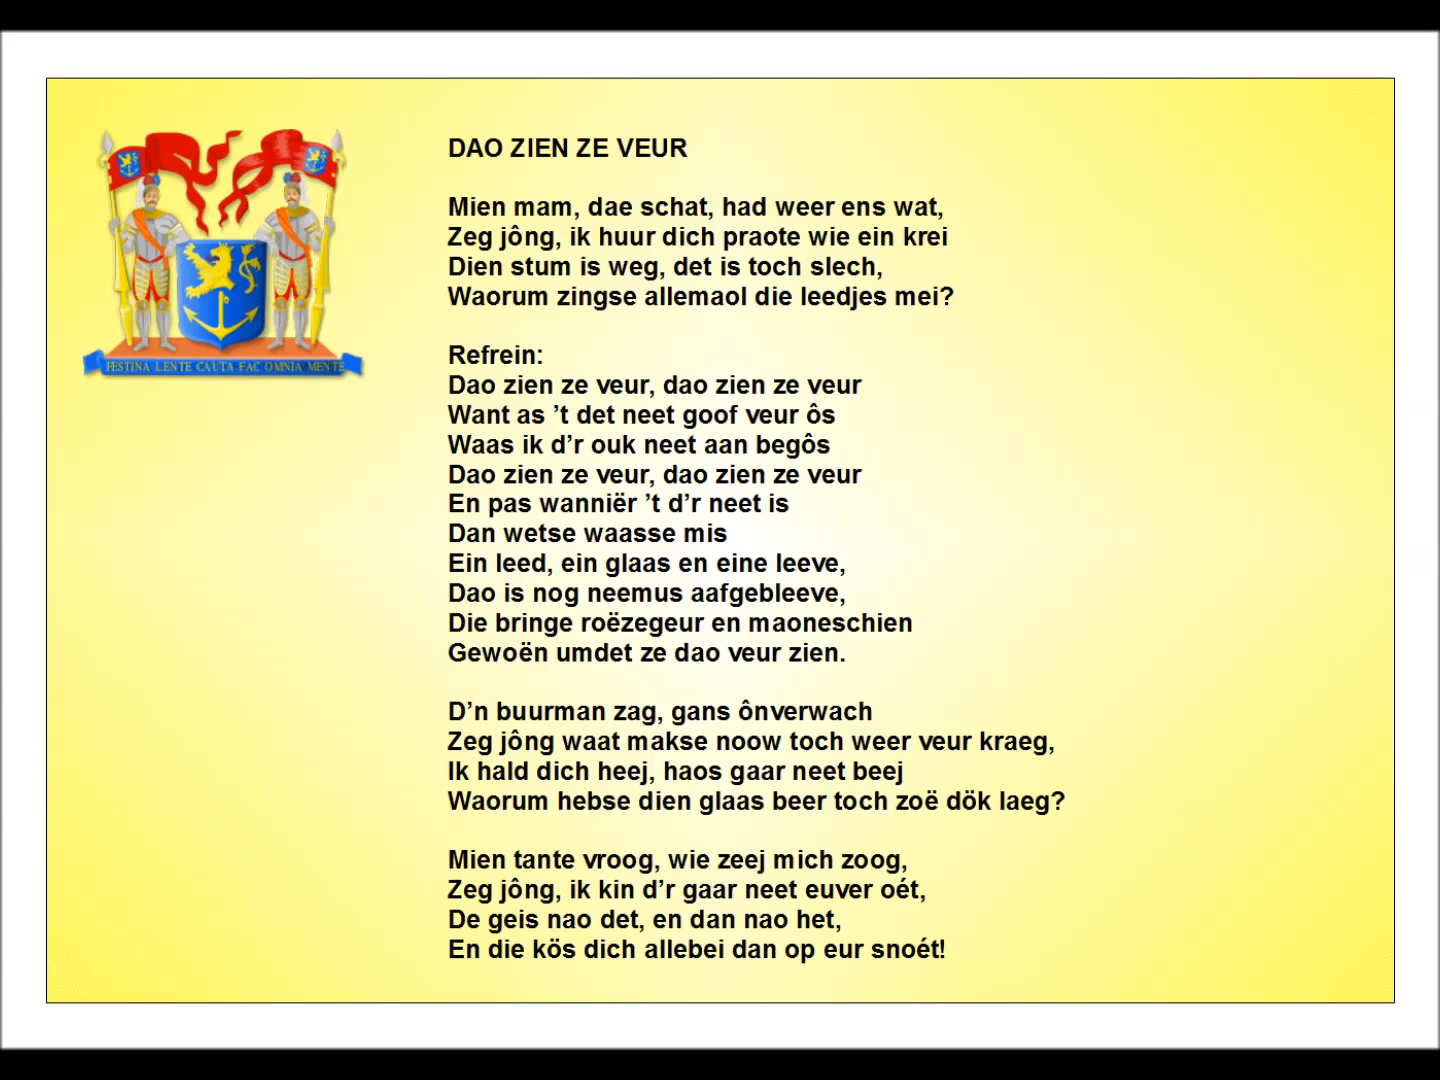 FESTINA LENTE CAUTA FAC OMNIA MENTE
DAO ZIEN ZE VEUR
Mien mam, dae schat, had weer ens wat,
Zeg jông, ik huur dich praote wie ein krei
Dien stum is weg, det is toch slech,
Waorum zingse allemaol die leedjes mei?
Refrein:
Dao zien ze veur, dao zien ze veur
Want as ’t det neet goof veur ôs
Waas ik d’r ouk neet aan begôs
Dao zien ze veur, dao zien ze veur
En pas wanniër ’t d’r neet is
Dan wetse waasse mis
Ein leed, ein glaas en eine leeve,
Dao is nog neemus aafgebleeve,
Die bringe roëzegeur en maoneschien
Gewoën umdet ze dao veur zien.
D’n buurman zag, gans ônverwach
Zeg jông waat makse noow toch weer veur kraeg,
Ik hald dich heej, haos gaar neet beej
Waorum hebse dien glaas beer toch zoë dök laeg?
Mien tante vroog, wie zeej mich zoog,
Zeg jông, ik kin d’r gaar neet euver oét,
De geis nao det, en dan nao het,
En die kös dich allebei dan op eur snoét!